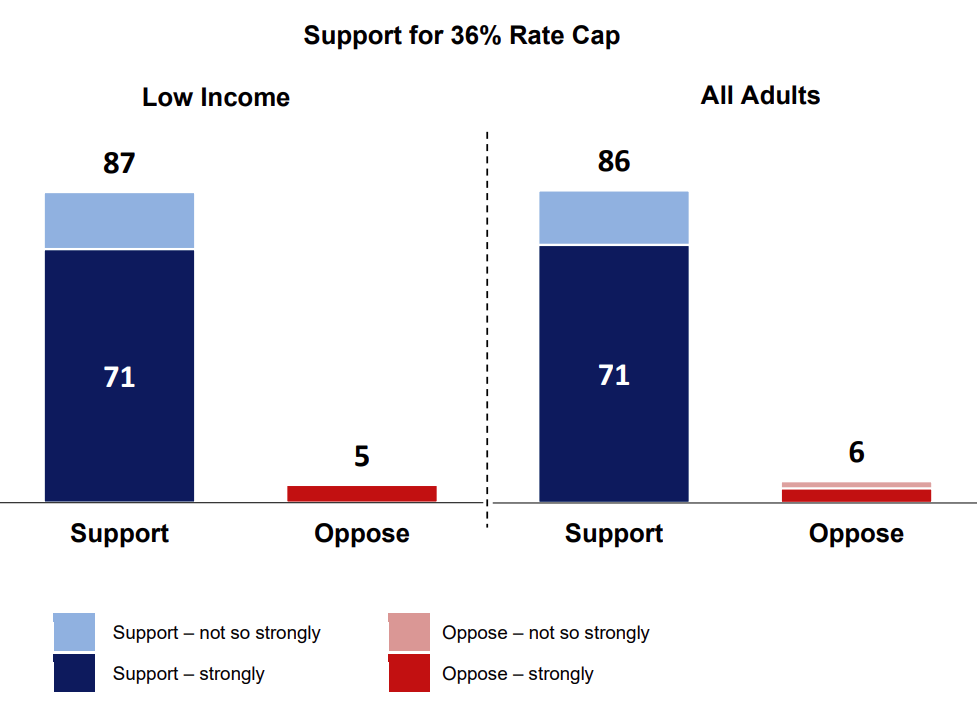 Support for 36% Rate Cap
Low Income
All Adults
87
86
71
71
5
6
Support
Oppose
Support
Oppose
Support – not so strongly
Oppose – not so strongly
Support – strongly
Oppose – strongly